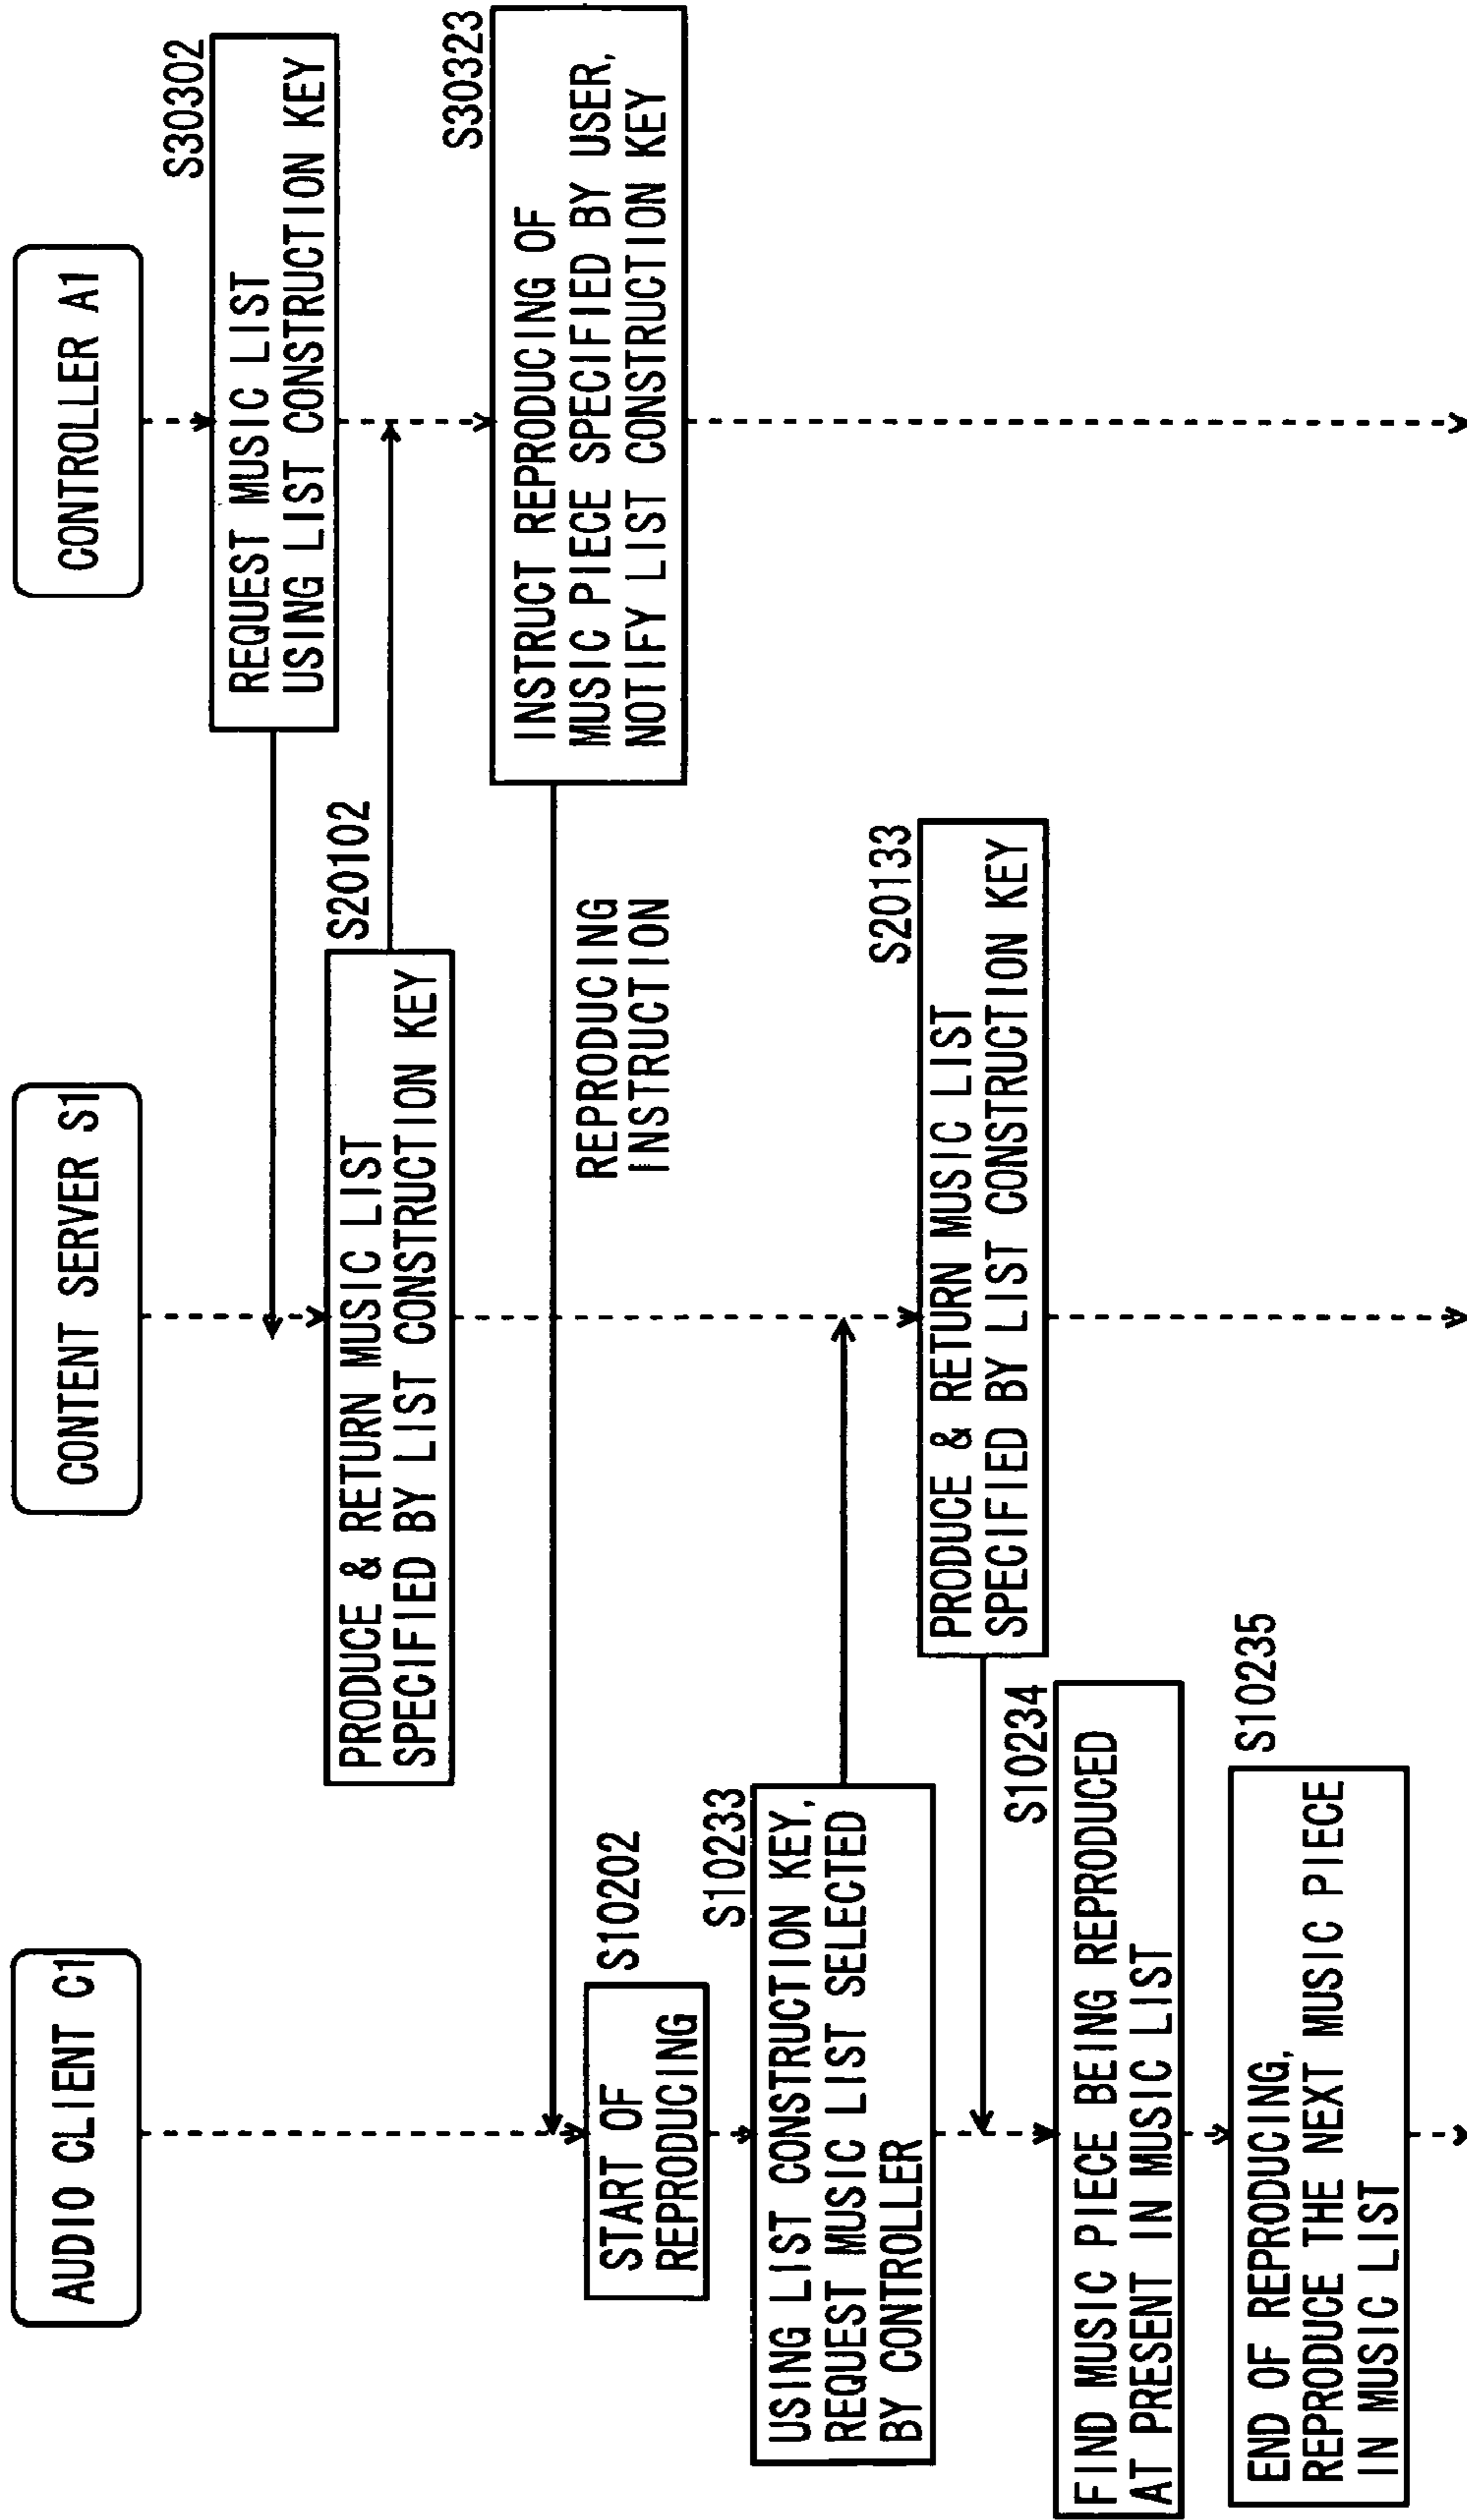 AUDIO CLIENT C1
CONTENT SERVER S1
CONTROLLER A1
S30302
REQUEST MUSIC LIST
USING LIST CONSTRUCTION KEY
S20102
PRODUCE & RETURN MUSIC LIST
SPECIFIED BY LIST CONSTRUCTION KEY
S30323
INSTRUCT REPRODUCING OF
MUSIC PIECE SPECIFIED BY USER,
NOTIFY LIST CONSTRUCTION KEY
REPRODUCING
INSTRUCTION
S10202
START OF
REPRODUCING
S10233
USING LIST CONSTRUCTION KEY,
REQUEST MUSIC LIST SELECTED
BY CONTROLLER
S20133
PRODUCE & RETURN MUSIC LIST
SPECIFIED BY LIST CONSTRUCTION KEY
S10234
FIND MUSIC PIECE BEING REPRODUCED
AT PRESENT IN MUSIC LIST
S10235
END OF REPRODUCING,
REPRODUCE THE NEXT MUSIC PIECE
IN MUSIC LIST